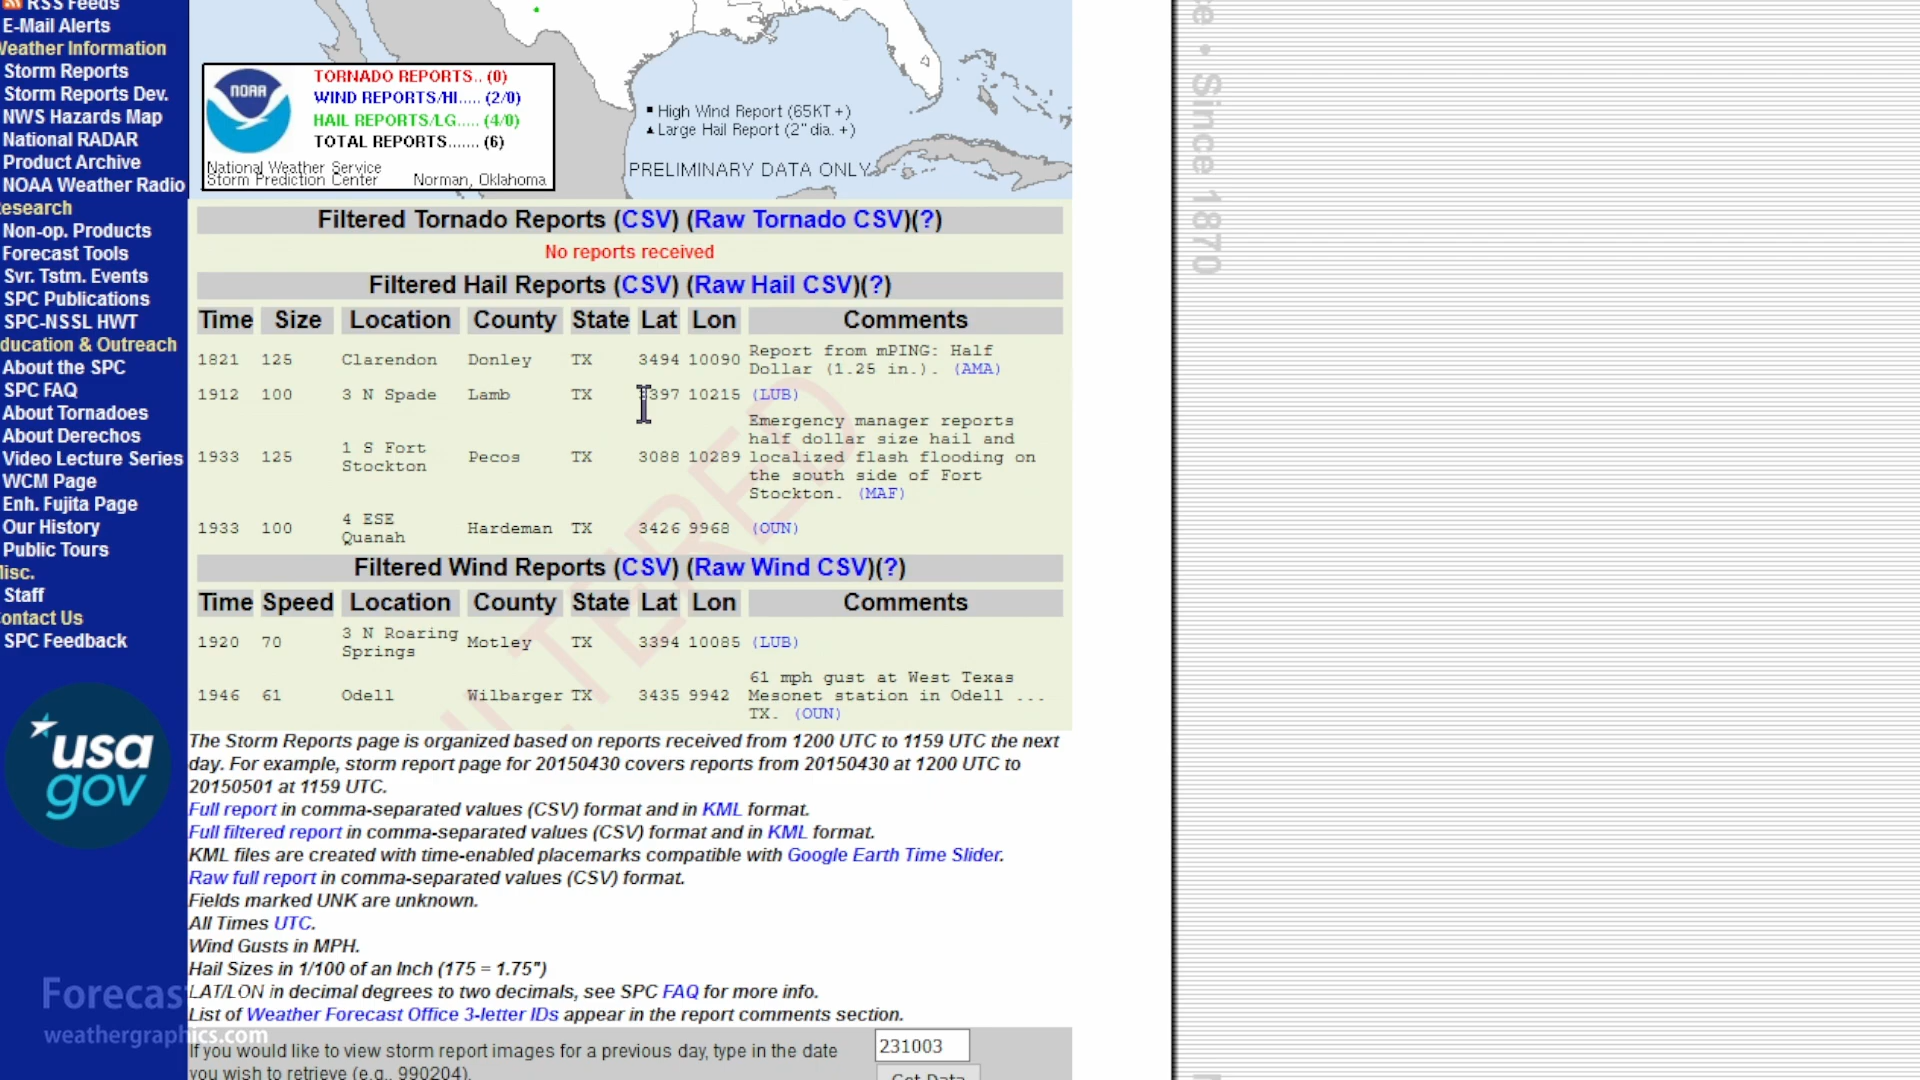 RSS Feeds
E-Mail Alerts
Weather Information
Storm Reports
Storm Reports Dev.
NWS Hazards Map
National RADAR
Product Archive
NOAA Weather Radio
esearch
Non-op. Products
Forecast Tools
Svr. Tstm. Events
SPC Publications
SPC-NSSL HWT
ducation & Outreach
About the SPC
SPC FAQ
About Tornadoes
About Derechos
Video Lecture Series
WCM Page
Enh. Fujita Page
Our History
Public Tours
isc.
Staff
ontact Us
SPC Feedback
usa
gov
Forecas
weathergraphics.com
NOAA
TORNADO REPORTS.. (0)
WIND REPORTS/HI..... (2/0)
HAIL REPORTS/LG..... (4/0)
TOTAL REPORTS....... (6)
National Weather Service
Storm Prediction Center Norman, Oklahoma
High Wind Report (65KT +)
Large Hail Report (2" dia. +)
PRELIMINARY DATA ONLY
Filtered Tornado Reports (CSV) (Raw Tornado CSV)(?)
No reports received
Filtered Hail Reports (CSV) (Raw Hail CSV)(?)
Time Size Location County State Lat Lon Comments
1821 125 Clarendon Donley TX 3494 10090 Report from mPING: Half
Dollar (1.25 in.). (AMA)
1912 100 3 N Spade Lamb TX 3397 10215 (LUB)
1933 125 1 S Fort Stockton Pecos TX 3088 10289 Emergency manager reports
half dollar size hail and
localized flash flooding on
the south side of Fort
Stockton. (MAF)
1933 100 4 ESE Quanah Hardeman TX 3426 9968 (OUN)
Filtered Wind Reports (CSV) (Raw Wind CSV)(?)
Time Speed Location County State Lat Lon Comments
1920 70 3 N Roaring Springs Motley TX 3394 10085 (LUB)
1946 61 Odell Wilbarger TX 3435 9942 61 mph gust at West Texas
Mesonet station in Odell ...
TX. (OUN)
The Storm Reports page is organized based on reports received from 1200 UTC to 1159 UTC the next
day. For example, storm report page for 20150430 covers reports from 20150430 at 1200 UTC to
20150501 at 1159 UTC.
Full report in comma-separated values (CSV) format and in KML format.
Full filtered report in comma-separated values (CSV) format and in KML format.
KML files are created with time-enabled placemarks compatible with Google Earth Time Slider.
Raw full report in comma-separated values (CSV) format.
Fields marked UNK are unknown.
All Times UTC.
Wind Gusts in MPH.
Hail Sizes in 1/100 of an Inch (175 = 1.75")
LAT/LON in decimal degrees to two decimals, see SPC FAQ for more info.
List of Weather Forecast Office 3-letter IDs appear in the report comments section.
If you would like to view storm report images for a previous day, type in the date
you wish to retrieve (e.g., 990204).
231003
Get Data
LTERED
ce • Since 1870